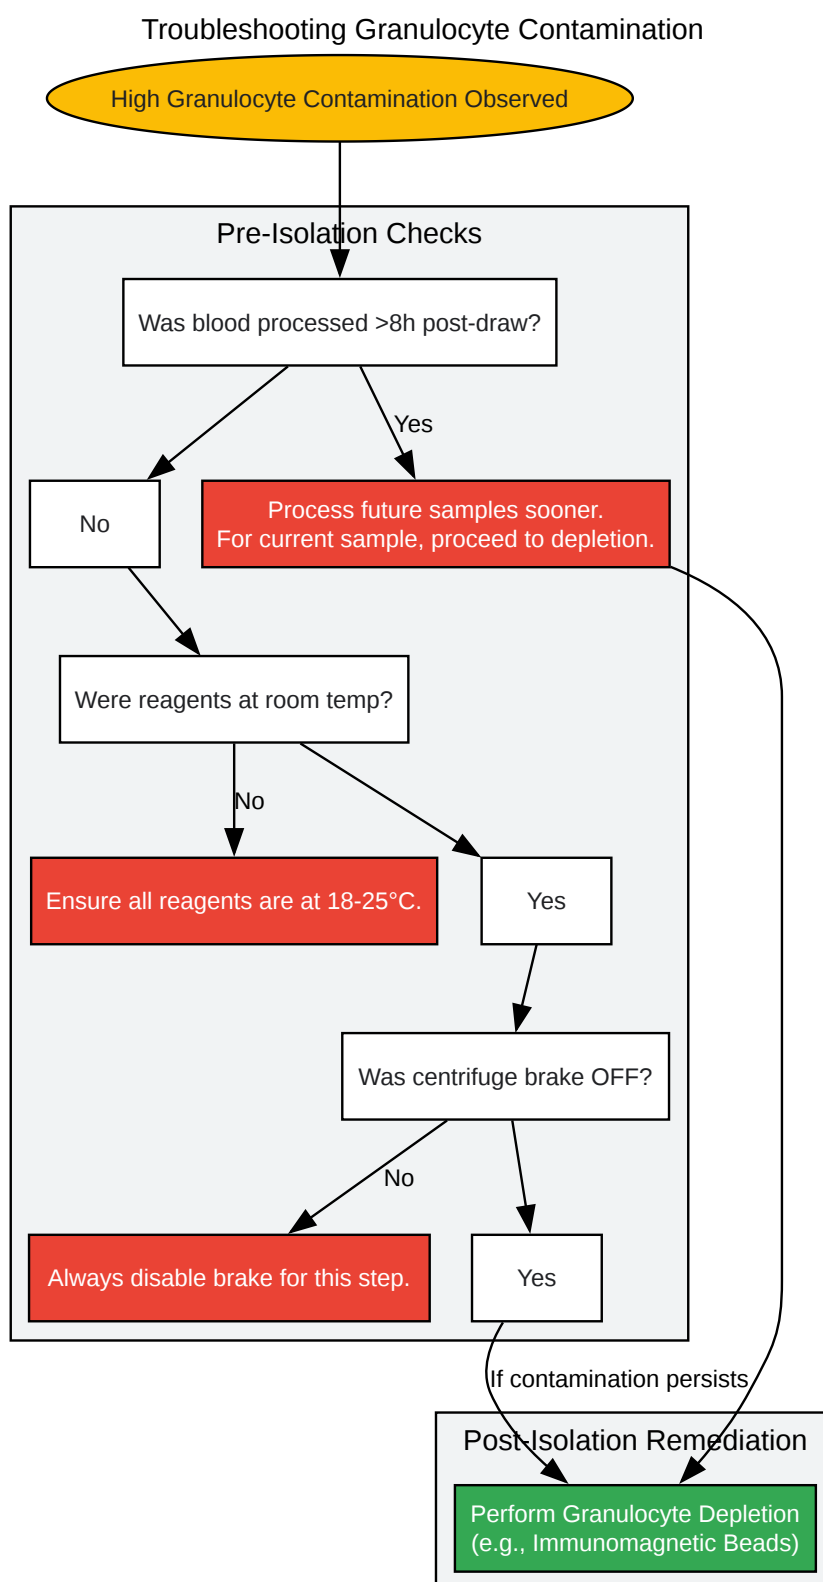 Troubleshooting Granulocyte Contamination
High Granulocyte Contamination Observed
Pre-Isolation Checks
Was blood processed >8h post-draw?
Yes
No
Process future samples sooner.
For current sample, proceed to depletion.
Were reagents at room temp?
No
Ensure all reagents are at 18-25°C.
Yes
Was centrifuge brake OFF?
No
Always disable brake for this step.
Yes
If contamination persists
Post-Isolation Remediation
Perform Granulocyte Depletion
(e.g., Immunomagnetic Beads)